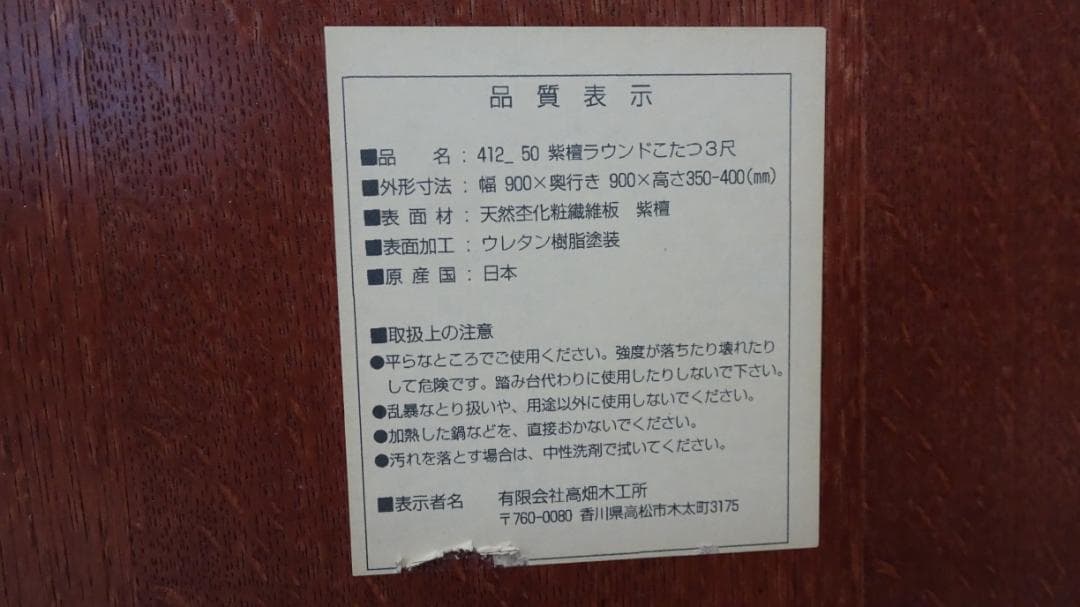 品質表示
■品　　名：412_50 紫檀ラウンドこたつ3尺
■外形寸法：幅 900×奥行き 900×高さ350-400(mm)
■表面材：天然杢化粧繊維板　紫檀
■表面加工：ウレタン樹脂塗装
■原産国：日本
■取扱上の注意
●平らなところでご使用ください。強度が落ちたり壊れたり
して危険です。踏み台代わりに使用したりしないで下さい。
●乱暴なとり扱いや、用途以外に使用しないでください。
●加熱した鍋などを、直接おかないでください。
●汚れを落とす場合は、中性洗剤で拭いてください。
■表示者名　有限会社高畑木工所
〒760-0080 香川県高松市木太町3175